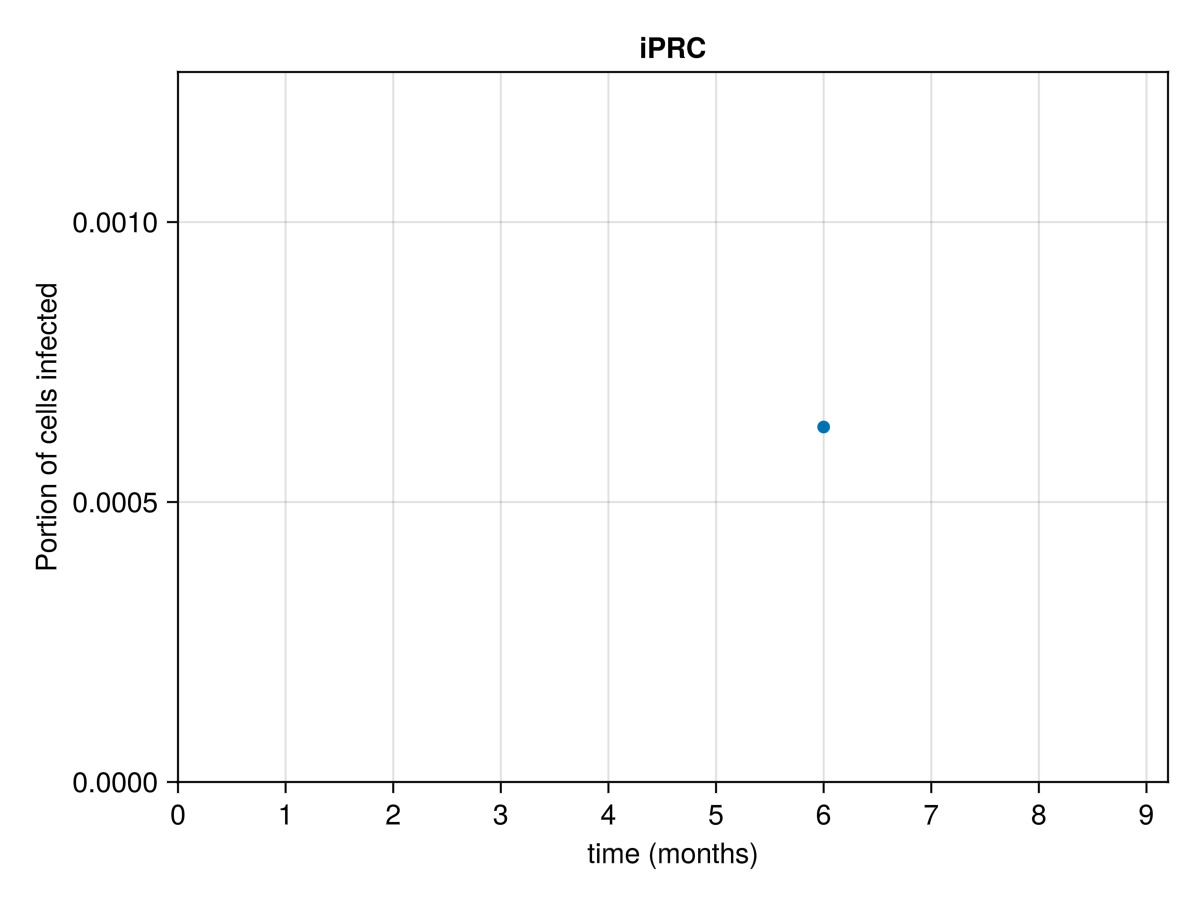 iPRC
Portion of cells infected
0.0010
0.0005
0.0000
0 1 2 3 4 5 6 7 8 9
time (months)